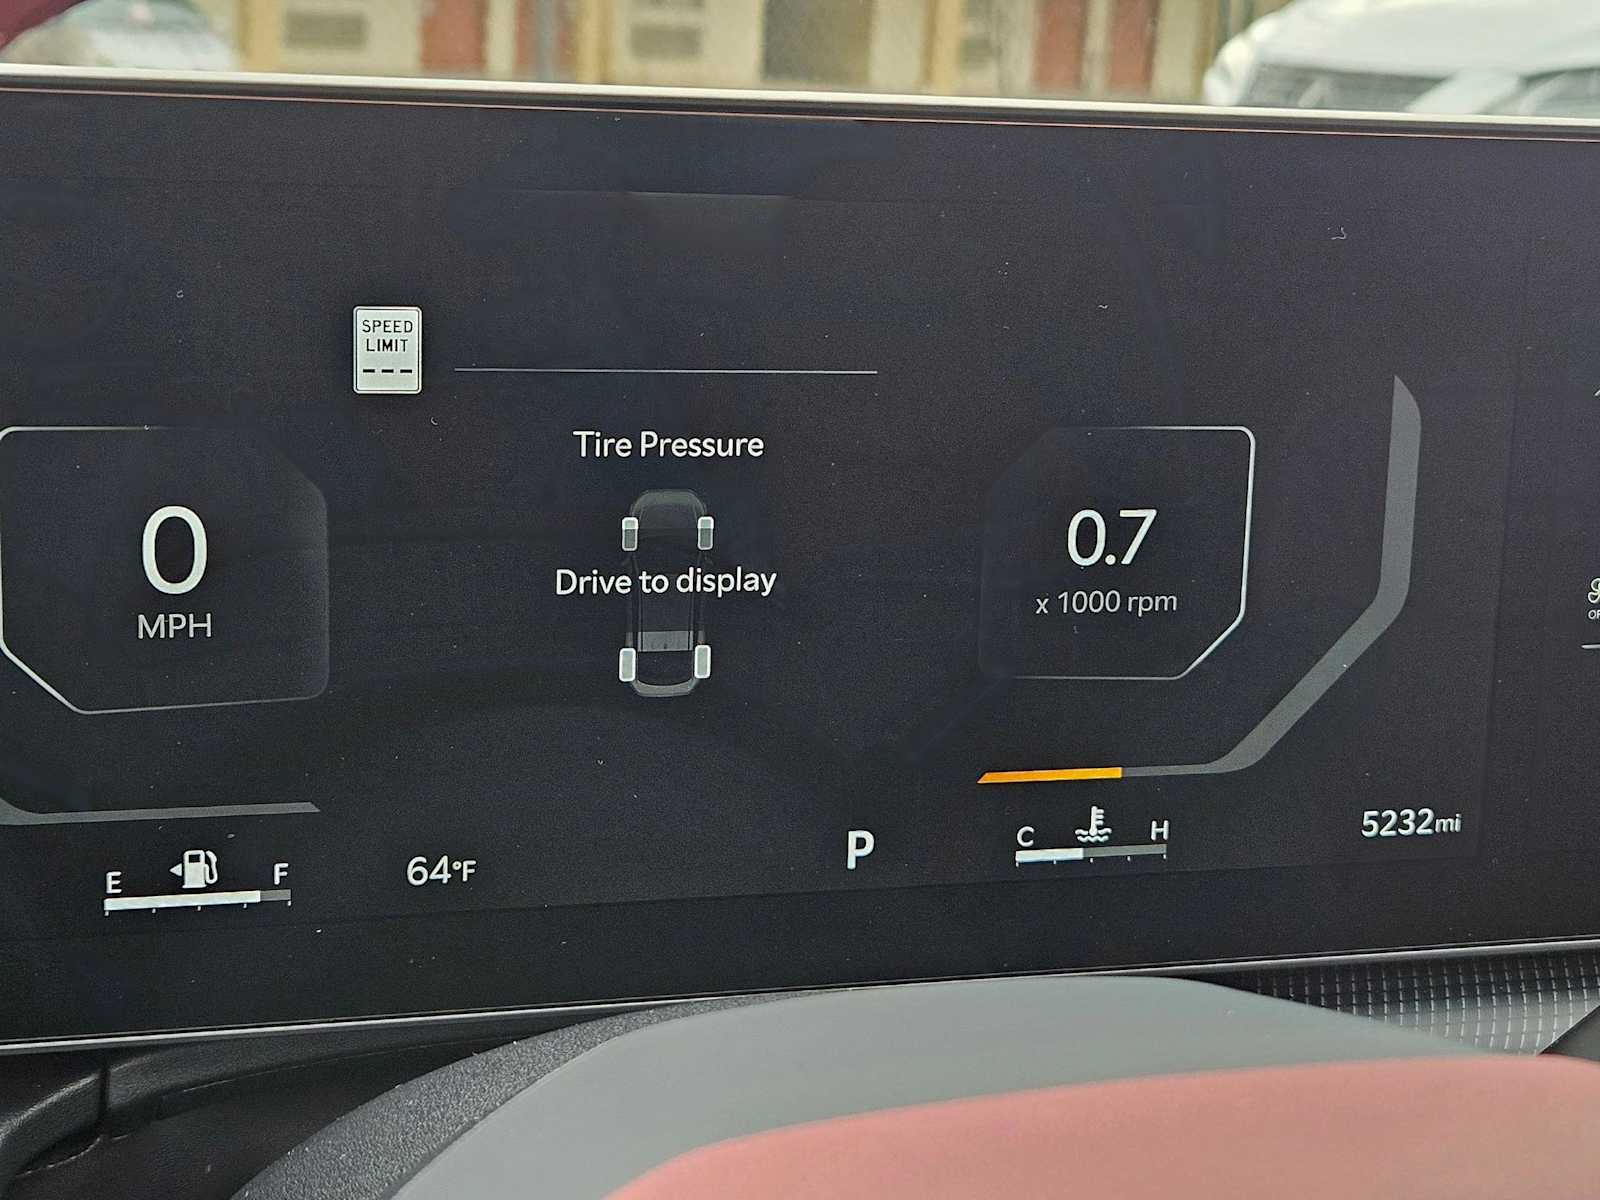 SPEED
LIMIT
---
Tire Pressure
0
MPH
Drive to display
0.7
x 1000 rpm
E F
64°F
P
C H
5232mi